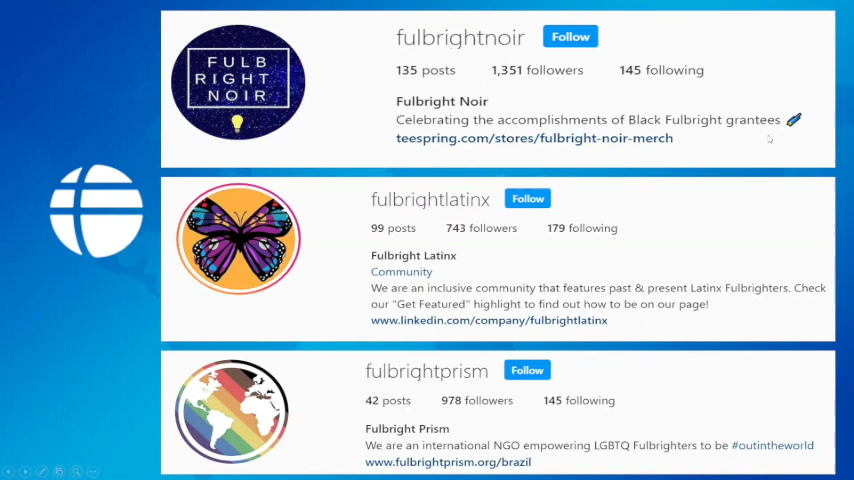 FULB
RIGHT
NOIR
fulbrightnoir Follow
135 posts 1,351 followers 145 following
Fulbright Noir
Celebrating the accomplishments of Black Fulbright grantees
teespring.com/stores/fulbright-noir-merch
fulbrightlatinx Follow
99 posts 743 followers 179 following
Fulbright Latinx
Community
We are an inclusive community that features past & present Latinx Fulbrighters. Check
our "Get Featured" highlight to find out how to be on our page!
www.linkedin.com/company/fulbrightlatinx
fulbrightprism Follow
42 posts 978 followers 145 following
Fulbright Prism
We are an international NGO empowering LGBTQ Fulbrighters to be #outintheworld
www.fulbrightprism.org/brazil